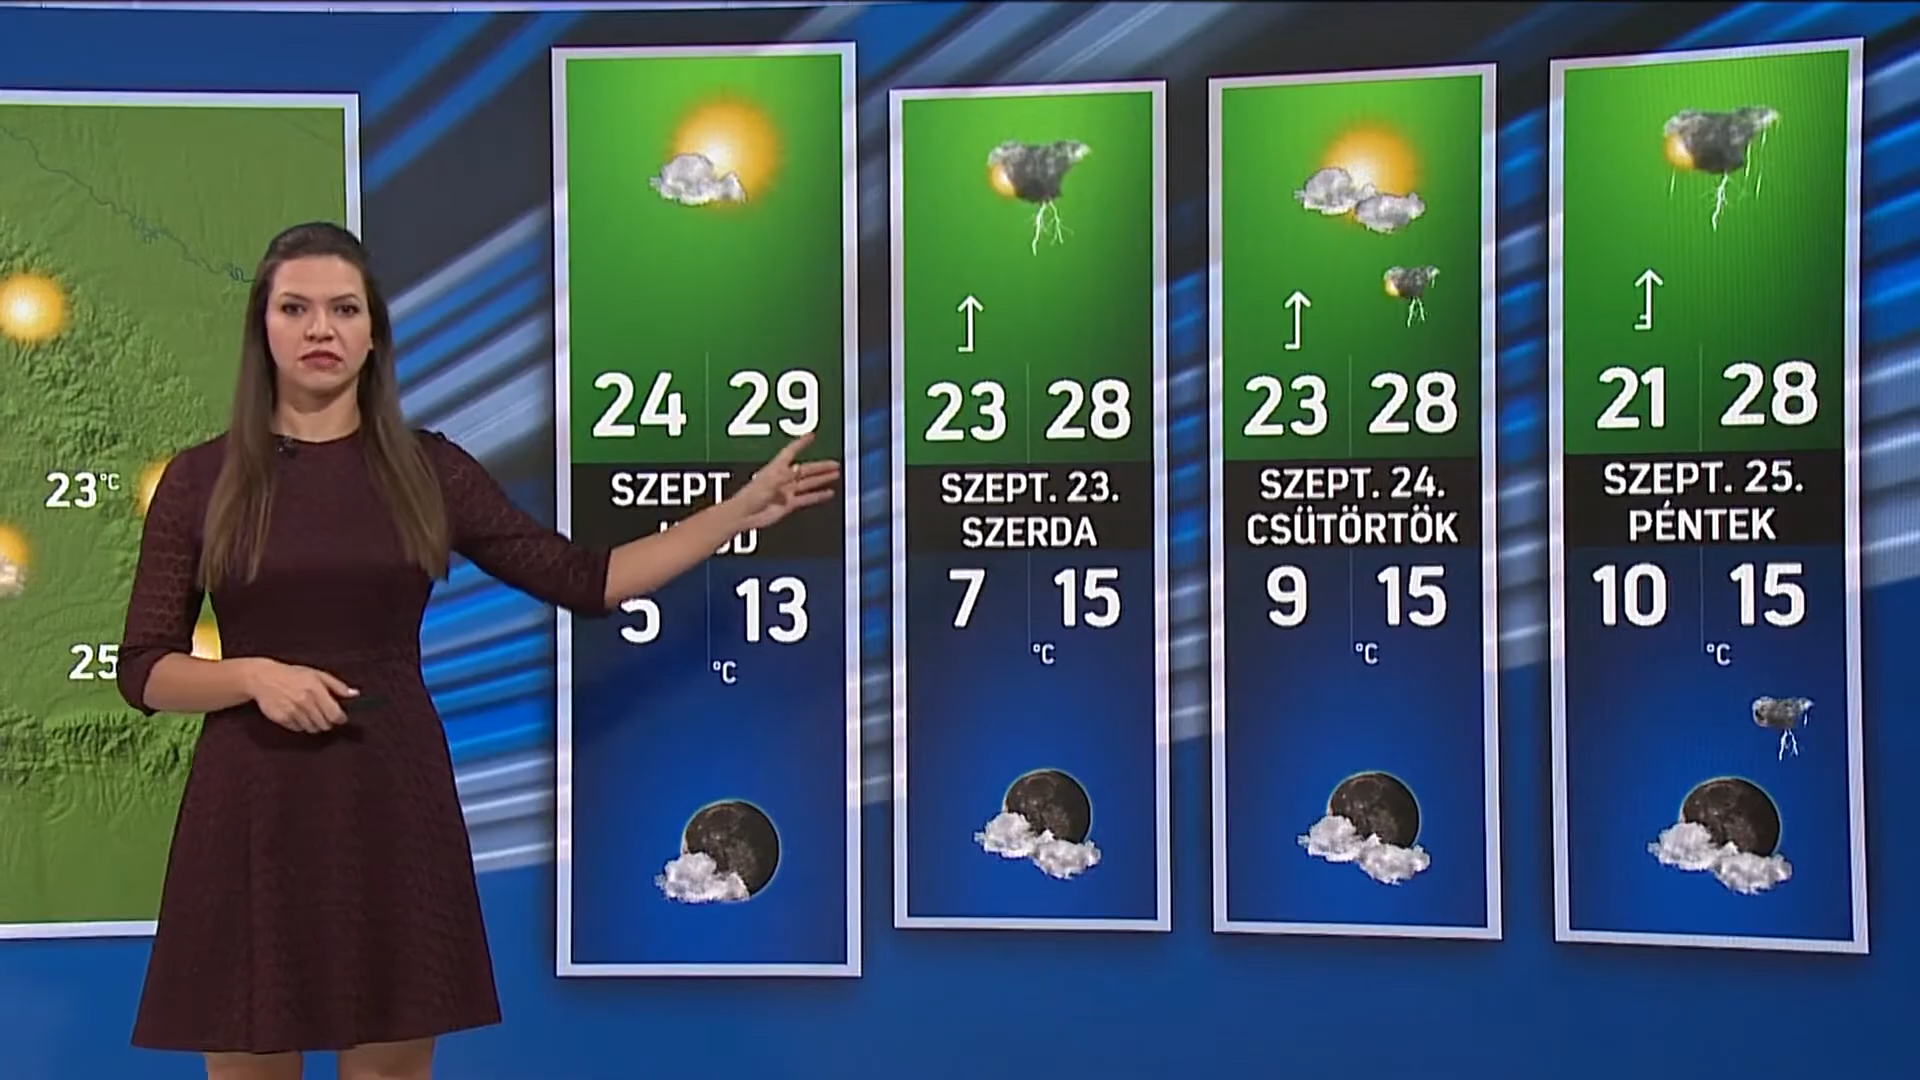 23°C
25
24 29
SZEPT.
5 13
°C
23 28
SZEPT. 23.
SZERDA
7 15
°C
23 28
SZEPT. 24.
CSÜTÖRTÖK
9 15
°C
21 28
SZEPT. 25.
PÉNTEK
10 15
°C